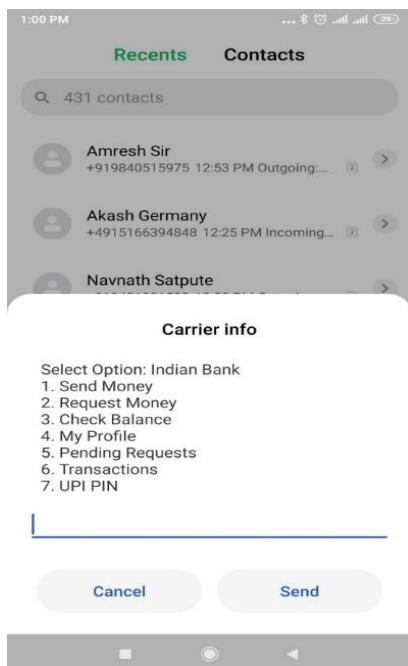 1:00 PM
Recents Contacts
431 contacts
Amresh Sir
+919840515975 12:53 PM Outgoing:...
Akash Germany
+4915166394848 12:25 PM Incoming...
Navnath Satpute
Carrier info
Select Option: Indian Bank
1. Send Money
2. Request Money
3. Check Balance
4. My Profile
5. Pending Requests
6. Transactions
7. UPI PIN
Cancel Send